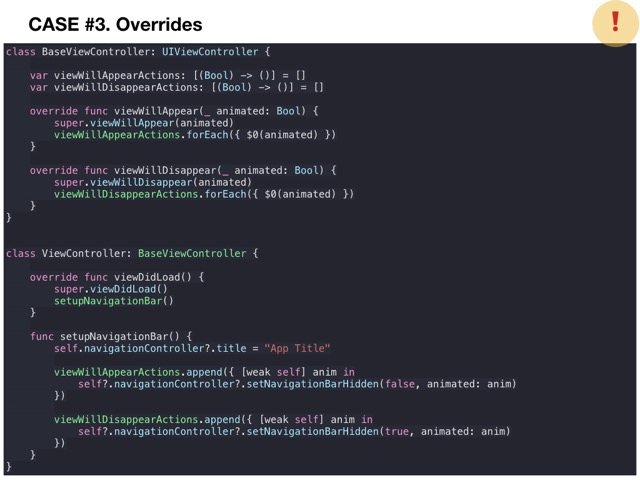 CASE #3. Overrides
!
class BaseViewController: UIViewController {
var viewWillAppearActions: [(Bool) -> ()] = []
var viewWillDisappearActions: [(Bool) -> ()] = []
override func viewWillAppear(_ animated: Bool) {
super.viewWillAppear(animated)
viewWillAppearActions.forEach({ $0(animated) })
}
override func viewWillDisappear(_ animated: Bool) {
super.viewWillDisappear(animated)
viewWillDisappearActions.forEach({ $0(animated) })
}
}
class ViewController: BaseViewController {
override func viewDidLoad() {
super.viewDidLoad()
setupNavigationBar()
}
func setupNavigationBar() {
self.navigationController?.title = "App Title"
viewWillAppearActions.append({ [weak self] anim in
self?.navigationController?.setNavigationBarHidden(false, animated: anim)
})
viewWillDisappearActions.append({ [weak self] anim in
self?.navigationController?.setNavigationBarHidden(true, animated: anim)
})
}
}